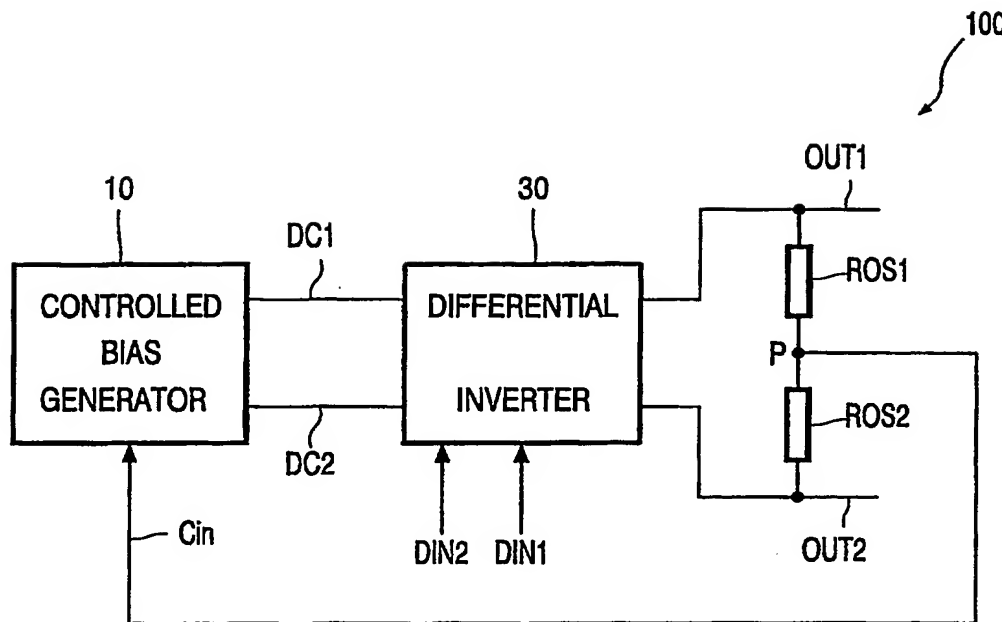 100
OUT1
10
30
DC1
ROS1
CONTROLLED
BIAS
GENERATOR
DIFFERENTIAL
INVERTER
P
ROS2
DC2
Cin
DIN2
DIN1
OUT2